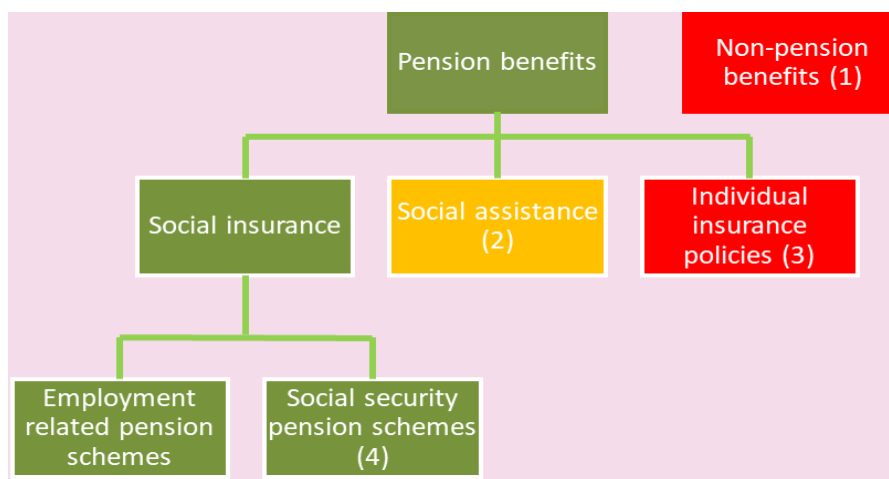 Pension benefits
Non-pension
benefits (1)
Social insurance
Social assistance
(2)
Individual
insurance
policies (3)
Employment
related pension
schemes
Social security
pension schemes
(4)